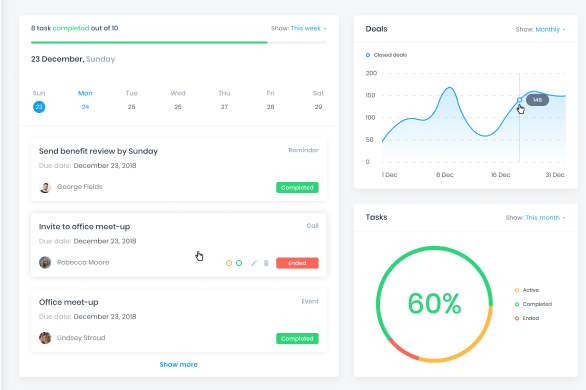 8 task completed out of 10
Show: This week
23 December, Sunday
Sun Mon Tue Wed Thu Fri Sat
23 24 25 26 27 28 29
Send benefit review by Sunday
Reminder
Due date: December 23, 2018
George Fields
Completed
Invite to office meet-up
Call
Due date: December 23, 2018
Rebecca Moore
Ended
Office meet-up
Event
Due date: December 23, 2018
Lindsey Stroud
Completed
Show more
Deals
Show: Monthly
Closed deals
200
150
100
50
0
1 Dec 8 Dec 16 Dec 31 Dec
Tasks
Show: This month
60%
Active
Completed
Ended